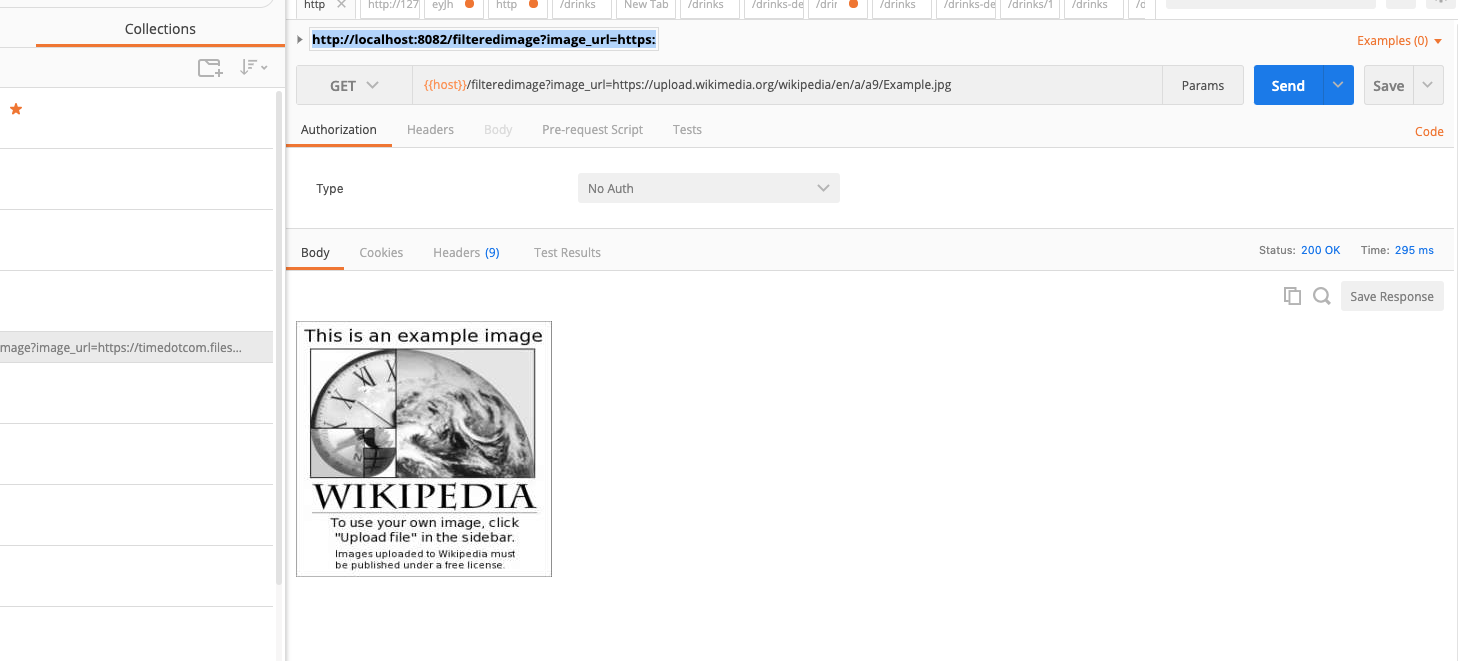 http
http://127
eyJh
http
/drinks
New Tab
/drinks
/drinks-de
/drin
/drinks
/drinks-de
/drinks/1
/drinks
/d
Collections
http://localhost:8082/filteredimage?image_url=https:
Examples (0)
GET
{{host}}/filteredimage?image_url=https://upload.wikimedia.org/wikipedia/en/a/a9/Example.jpg
Params
Send
Save
Authorization
Headers
Body
Pre-request Script
Tests
Code
Type
No Auth
Body
Cookies
Headers (9)
Test Results
Status: 200 OK
Time: 295 ms
Save Response
mage?image_url=https://timedotcom.files...
This is an example image
WIKIPEDIA
To use your own image, click
"Upload file" in the sidebar.
Images uploaded to Wikipedia must
be published under a free license.